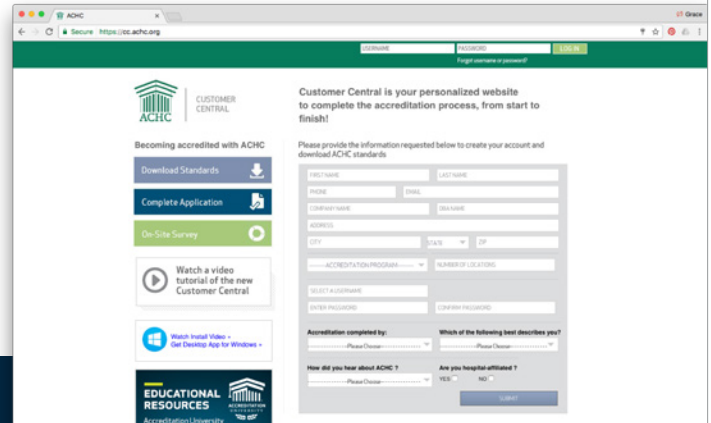 ACHC
Grace
Secure https://cc.achc.org
USERNAME
PASSWORD
LOG IN
Forgot username or password?
ACHC
CUSTOMER
CENTRAL
Customer Central is your personalized website
to complete the accreditation process, from start to
finish!
Becoming accredited with ACHC
Download Standards
Complete Application
On-Site Survey
Watch a video
tutorial of the new
Customer Central
Watch Install Video »
Get Desktop App for Windows »
EDUCATIONAL
RESOURCES
ACCREDITATION
UNIVERSITY
Accreditation University
Please provide the information requested below to create your account and
download ACHC standards
FIRST NAME
LAST NAME
PHONE
EMAIL
COMPANY NAME
DBA NAME
ADDRESS
CITY
STATE
ZIP
-------ACCREDITATION PROGRAM-------
NUMBER OF LOCATIONS
SELECT A USERNAME
ENTER PASSWORD
CONFIRM PASSWORD
Accreditation completed by:
Which of the following best describes you?
-Please Choose-
-Please Choose-
How did you hear about ACHC ?
Are you hospital-affiliated ?
-Please Choose-
YES
NO
SUBMIT